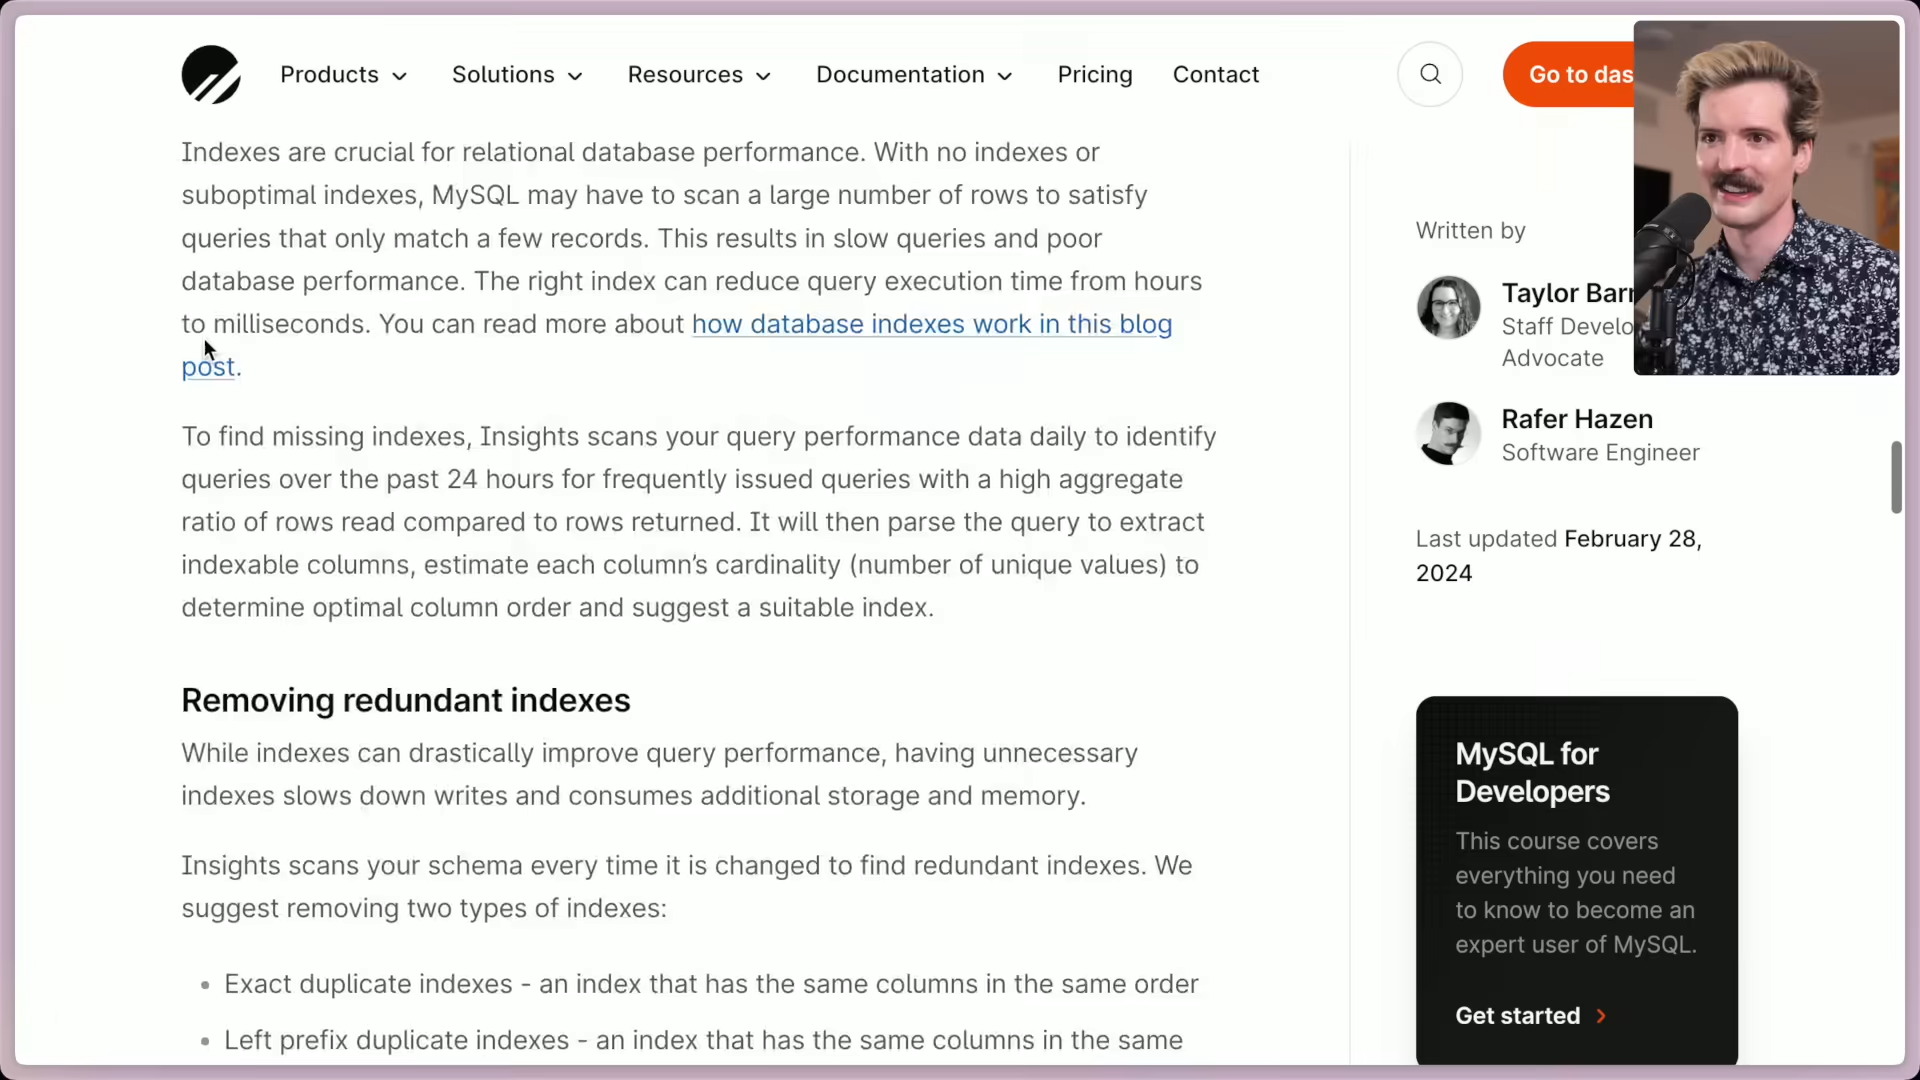 Products
Solutions
Resources
Documentation
Pricing
Contact
Go to das
Indexes are crucial for relational database performance. With no indexes or
suboptimal indexes, MySQL may have to scan a large number of rows to satisfy
queries that only match a few records. This results in slow queries and poor
database performance. The right index can reduce query execution time from hours
to milliseconds. You can read more about how database indexes work in this blog
post.
To find missing indexes, Insights scans your query performance data daily to identify
queries over the past 24 hours for frequently issued queries with a high aggregate
ratio of rows read compared to rows returned. It will then parse the query to extract
indexable columns, estimate each column’s cardinality (number of unique values) to
determine optimal column order and suggest a suitable index.
Removing redundant indexes
While indexes can drastically improve query performance, having unnecessary
indexes slows down writes and consumes additional storage and memory.
Insights scans your schema every time it is changed to find redundant indexes. We
suggest removing two types of indexes:
• Exact duplicate indexes - an index that has the same columns in the same order
• Left prefix duplicate indexes - an index that has the same columns in the same
Written by
Taylor Barn
Staff Develo
Advocate
Rafer Hazen
Software Engineer
Last updated February 28,
2024
MySQL for
Developers
This course covers
everything you need
to know to become an
expert user of MySQL.
Get started